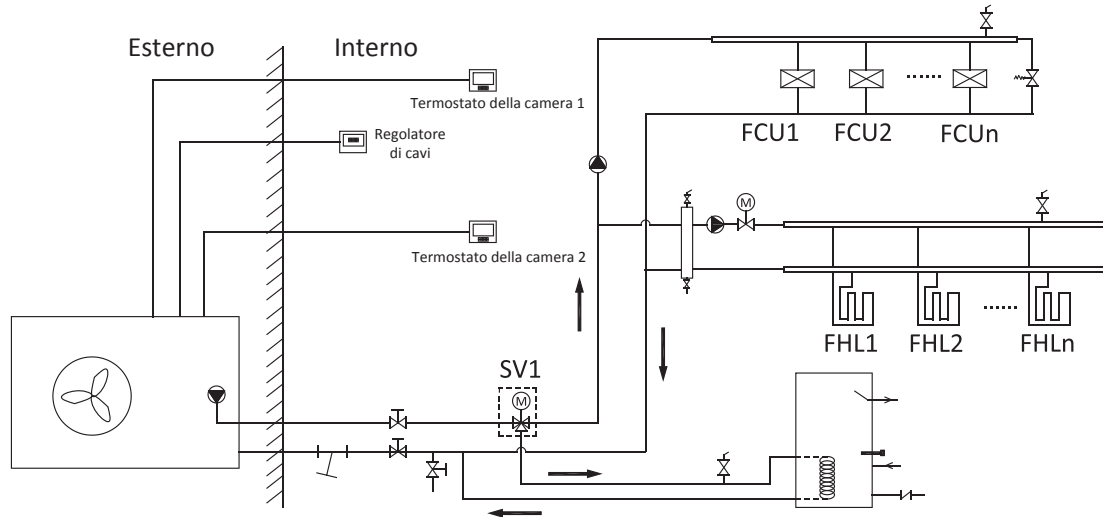 Esterno
Interno
Termostato della camera 1
Regolatore
di cavi
FCU1
FCU2
FCUn
M
Termostato della camera 2
FHL1
FHL2
FHLn
SV1
M